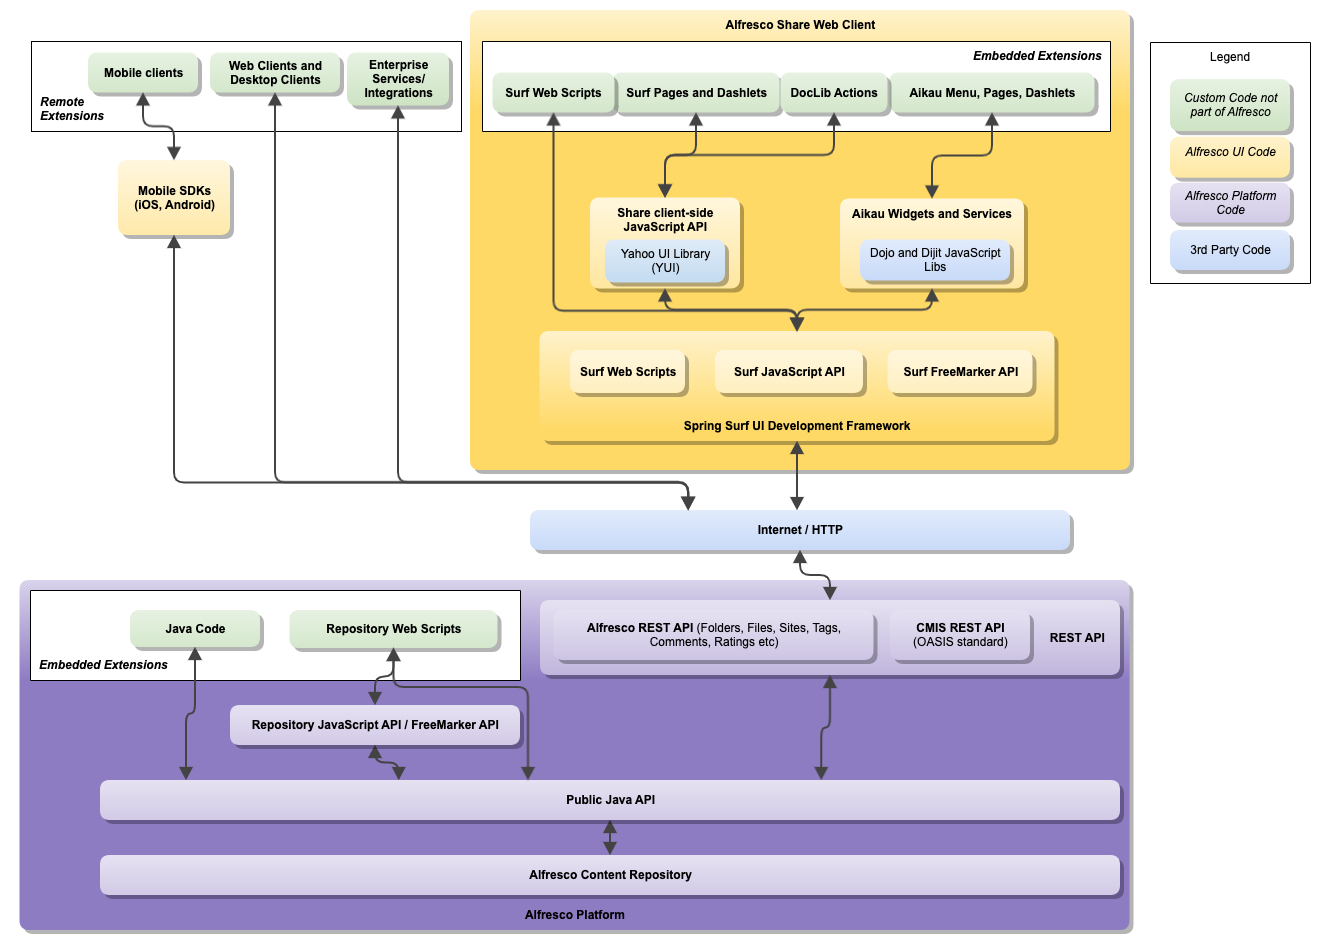 Alfresco Share Web Client
Embedded Extensions
Mobile clients
Web Clients and
Desktop Clients
Enterprise
Services/
Integrations
Remote
Extensions
Surf Web Scripts
Surf Pages and Dashlets
DocLib Actions
Aikau Menu, Pages, Dashlets
Legend
Custom Code not
part of Alfresco
Alfresco UI Code
Alfresco Platform
Code
3rd Party Code
Mobile SDKs
(iOS, Android)
Share client-side
JavaScript API
Yahoo UI Library
(YUI)
Aikau Widgets and Services
Dojo and Dijit JavaScript
Libs
Surf Web Scripts
Surf JavaScript API
Surf FreeMarker API
Spring Surf UI Development Framework
Internet / HTTP
Java Code
Repository Web Scripts
Embedded Extensions
Alfresco REST API (Folders, Files, Sites, Tags,
Comments, Ratings etc)
CMIS REST API
(OASIS standard)
REST API
Repository JavaScript API / FreeMarker API
Public Java API
Alfresco Content Repository
Alfresco Platform